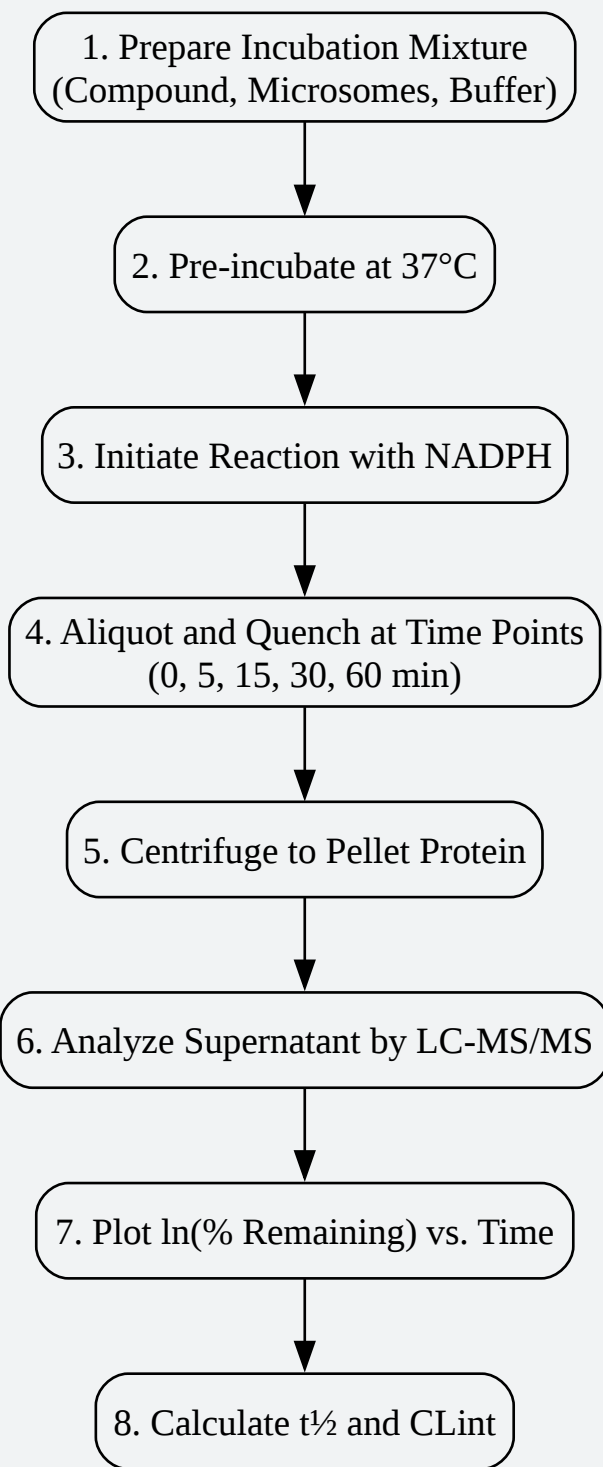 1. Prepare Incubation Mixture
(Compound, Microsomes, Buffer)
2. Pre-incubate at 37°C
3. Initiate Reaction with NADPH
4. Aliquot and Quench at Time Points
(0, 5, 15, 30, 60 min)
5. Centrifuge to Pellet Protein
6. Analyze Supernatant by LC-MS/MS
7. Plot ln(% Remaining) vs. Time
8. Calculate t½ and CLint